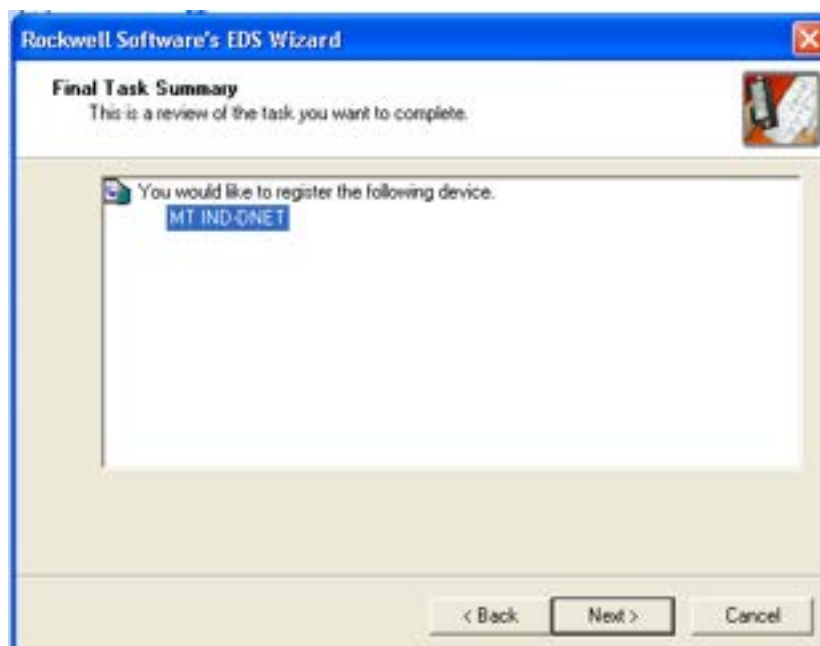 Rockwell Software's EDS Wizard
Final Task Summary
This is a review of the task you want to complete.
You would like to register the following device.
MT IND-DNET
< Back
Next >
Cancel